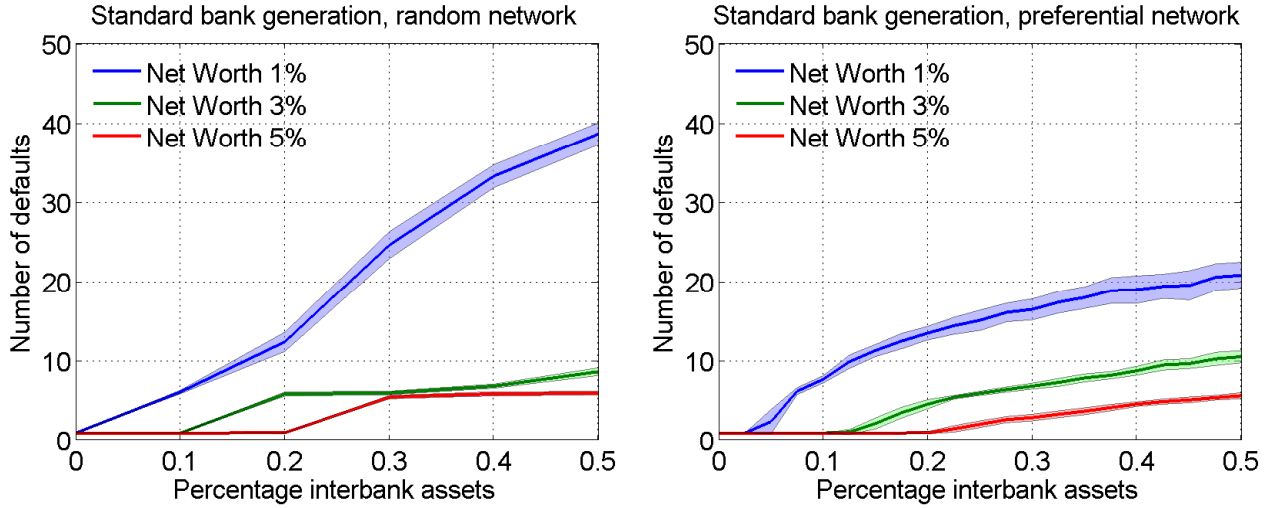 Standard bank generation, random network
50
40
30
20
10
0
Number of defaults
Net Worth 1%
Net Worth 3%
Net Worth 5%
0 0.1 0.2 0.3 0.4 0.5
Percentage interbank assets
Standard bank generation, preferential network
50
40
30
20
10
0
Number of defaults
Net Worth 1%
Net Worth 3%
Net Worth 5%
0 0.1 0.2 0.3 0.4 0.5
Percentage interbank assets